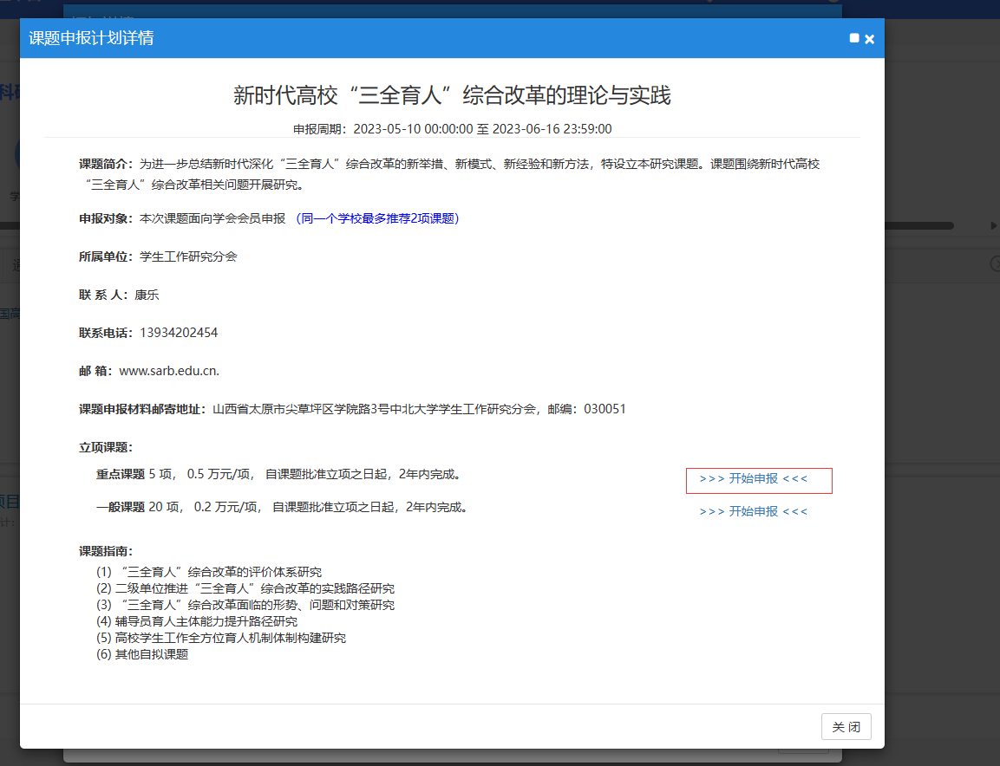 课题申报计划详情
新时代高校“三全育人”综合改革的理论与实践
申报周期：2023-05-10 00:00:00 至 2023-06-16 23:59:00
课题简介：为进一步总结新时代深化“三全育人”综合改革的新举措、新模式、新经验和新方法，特设立本研究课题。课题围绕新时代高校
“三全育人”综合改革相关问题开展研究。
申报对象：本次课题面向学会会员申报 （同一个学校最多推荐2项课题）
所属单位：学生工作研究分会
联 系 人：康乐
联系电话：13934202454
邮 箱：www.sarb.edu.cn.
课题申报材料邮寄地址：山西省太原市尖草坪区学院路3号中北大学学生工作研究分会，邮编：030051
立项课题：
重点课题 5 项， 0.5 万元/项， 自课题批准立项之日起，2年内完成。 >>> 开始申报 <<<
一般课题 20 项， 0.2 万元/项， 自课题批准立项之日起，2年内完成。 >>> 开始申报 <<<
课题指南：
(1) “三全育人”综合改革的评价体系研究
(2) 二级单位推进“三全育人”综合改革的实践路径研究
(3) “三全育人”综合改革面临的形势、问题和对策研究
(4) 辅导员育人主体能力提升路径研究
(5) 高校学生工作全方位育人机制体制构建研究
(6) 其他自拟课题
关 闭